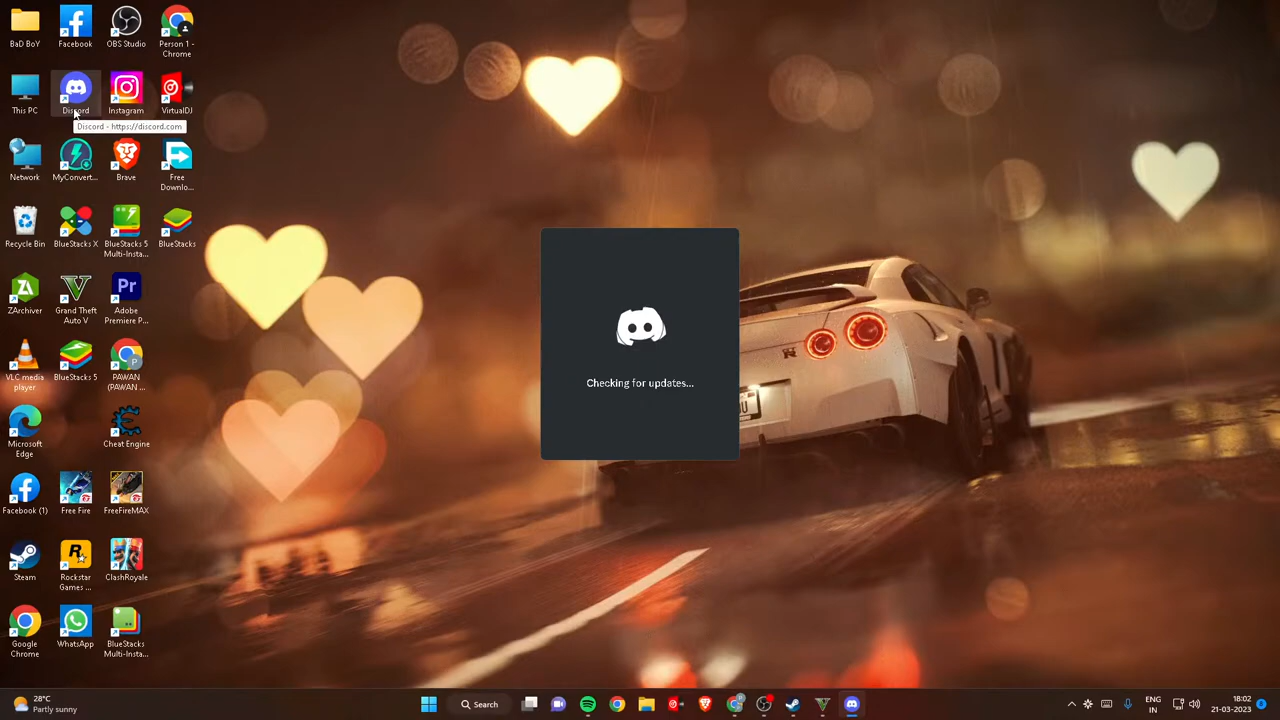 BaD BoY
Facebook
OBS Studio
Person 1 -
Chrome
This PC
Discord
Instagram
VirtualDJ
Discord - https://discord.com
Network
MyConvert...
Brave
Free
Downlo...
Recycle Bin
BlueStacks X
BlueStacks 5
Multi-Insta...
BlueStacks
ZArchiver
Grand Theft
Auto V
Adobe
Premiere P...
VLC media
player
BlueStacks 5
PAWAN
(PAWAN ...
Microsoft
Edge
Cheat Engine
Facebook (1)
Free Fire
FreeFireMAX
Steam
Rockstar
Games ...
ClashRoyale
Google
Chrome
WhatsApp
BlueStacks
Multi-Insta...
Checking for updates...
28°C
Partly sunny
Search
ENG
IN
18:02
21-03-2023